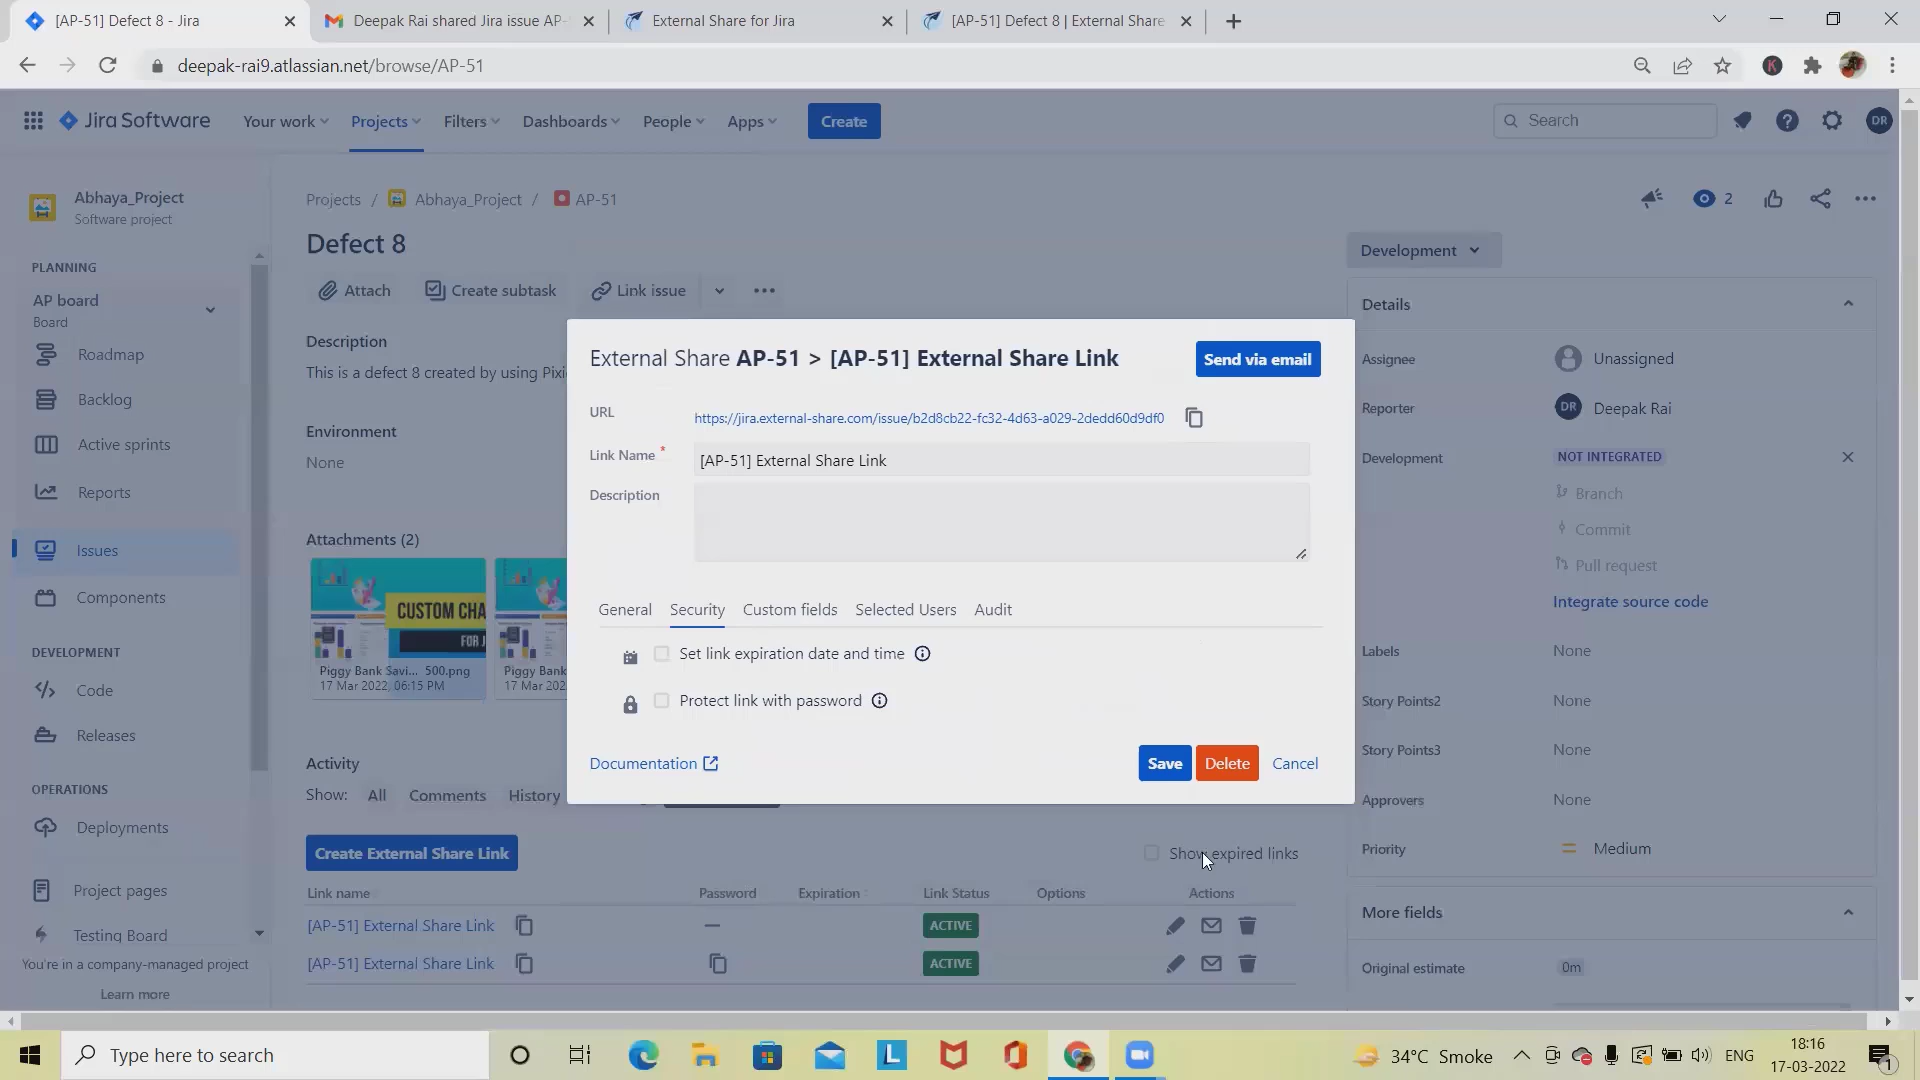 [AP-51] Defect 8 - Jira
Deepak Rai shared Jira issue AP-
External Share for Jira
[AP-51] Defect 8 | External Share
deepak-rai9.atlassian.net/browse/AP-51
K
Jira Software
Your work
Projects
Filters
Dashboards
People
Apps
Create
Search
DR
Abhaya_Project
Software project
PLANNING
AP board
Board
Roadmap
Backlog
Active sprints
Reports
Issues
Components
DEVELOPMENT
Code
Releases
OPERATIONS
Deployments
Project pages
Testing Board
You're in a company-managed project
Learn more
Projects / Abhaya_Project / AP-51
2
Defect 8
Attach
Create subtask
Link issue
Description
This is a defect 8 created by using Pixi
Environment
None
Attachments (2)
CUSTOM CHA
FOR J
Piggy Bank Savi... 500.png
17 Mar 2022, 06:15 PM
Piggy Bank
17 Mar 202
Activity
Show:
All
Comments
History
Create External Share Link
Show expired links
Link name
Password
Expiration
Link Status
Options
Actions
[AP-51] External Share Link
—
ACTIVE
[AP-51] External Share Link
ACTIVE
External Share AP-51 > [AP-51] External Share Link
Send via email
URL
https://jira.external-share.com/issue/b2d8cb22-fc32-4d63-a029-2dedd60d9df0
Link Name *
[AP-51] External Share Link
Description
General
Security
Custom fields
Selected Users
Audit
Set link expiration date and time
Protect link with password
Documentation
Save
Delete
Cancel
Development
Details
Assignee
Unassigned
Reporter
DR
Deepak Rai
Development
NOT INTEGRATED
Branch
Commit
Pull request
Integrate source code
Labels
None
Story Points2
None
Story Points3
None
Approvers
None
Priority
Medium
More fields
Original estimate
0m
Type here to search
L
34°C Smoke
ENG
18:16
17-03-2022
1